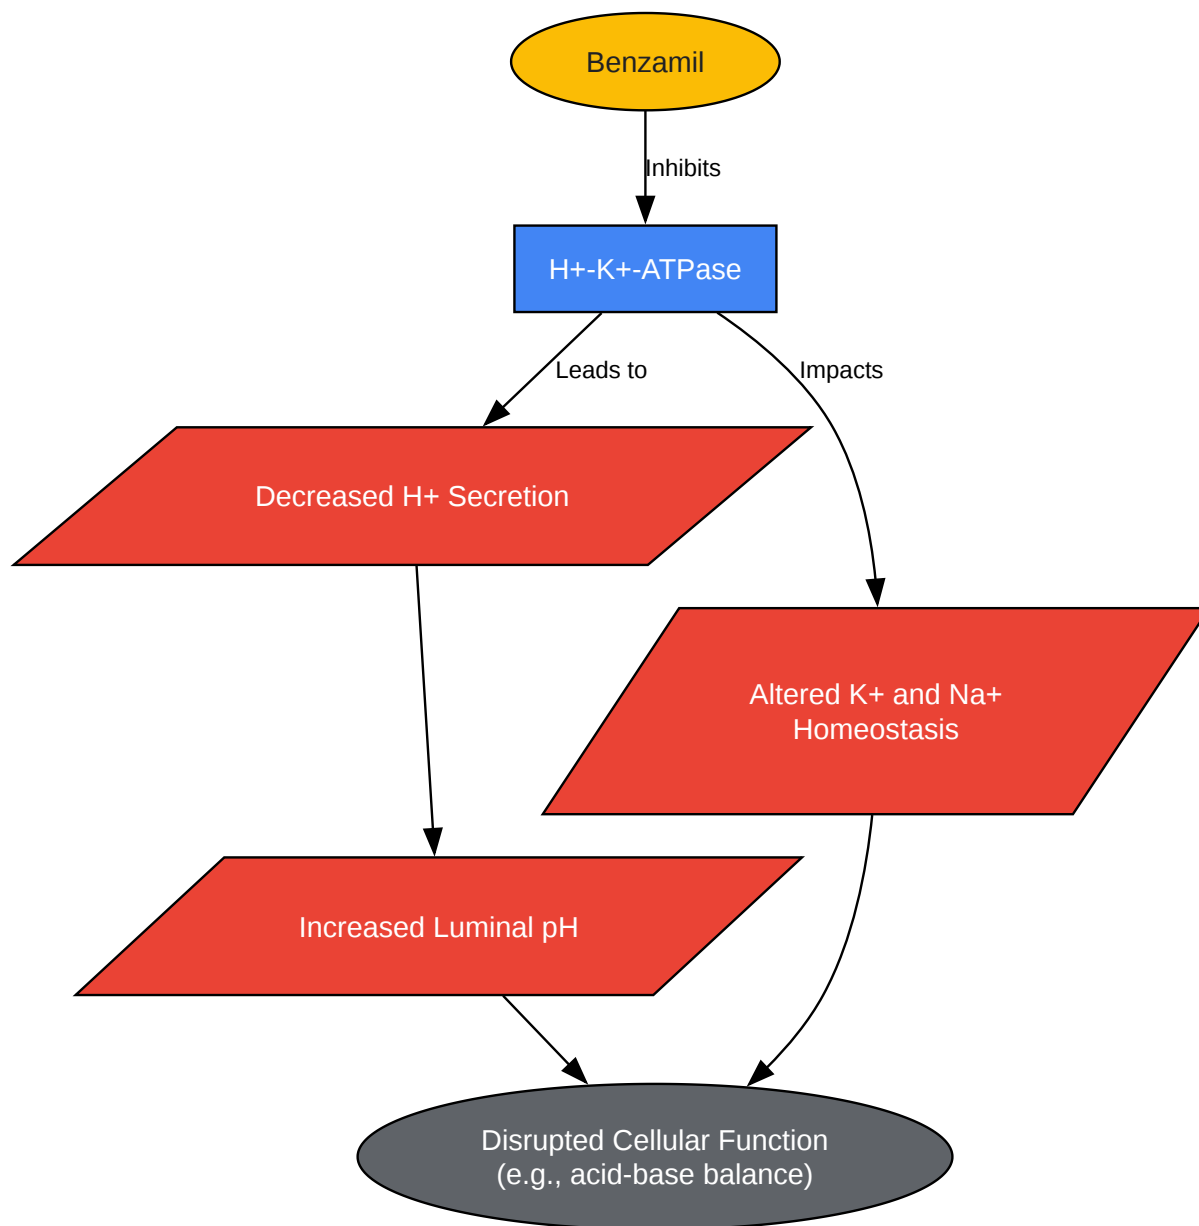 Benzamil
Inhibits
H+-K+-ATPase
Leads to
Impacts
Decreased H+ Secretion
Altered K+ and Na+
Homeostasis
Increased Luminal pH
Disrupted Cellular Function
(e.g., acid-base balance)